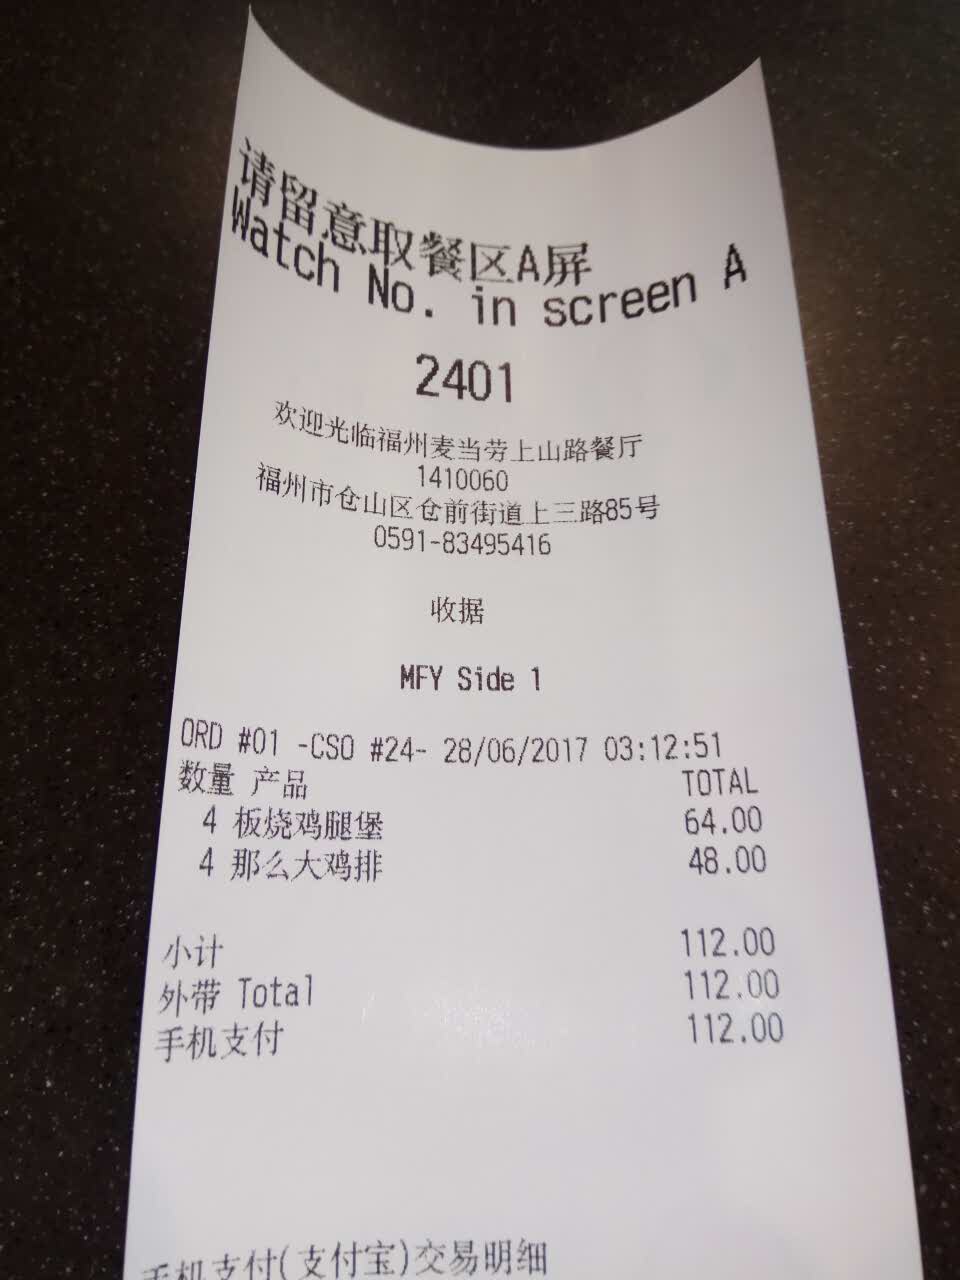 请留意取餐区A屏
Watch No. in screen A
2401
欢迎光临福州麦当劳上山路餐厅
1410060
福州市仓山区仓前街道上三路85号
0591-83495416
收据
MFY Side 1
ORD #01 -CSO #24- 28/06/2017 03:12:51
数量 产品 TOTAL
4 板烧鸡腿堡 64.00
4 那么大鸡排 48.00
小计 112.00
外带 Total 112.00
手机支付 112.00
手机支付(支付宝)交易明细